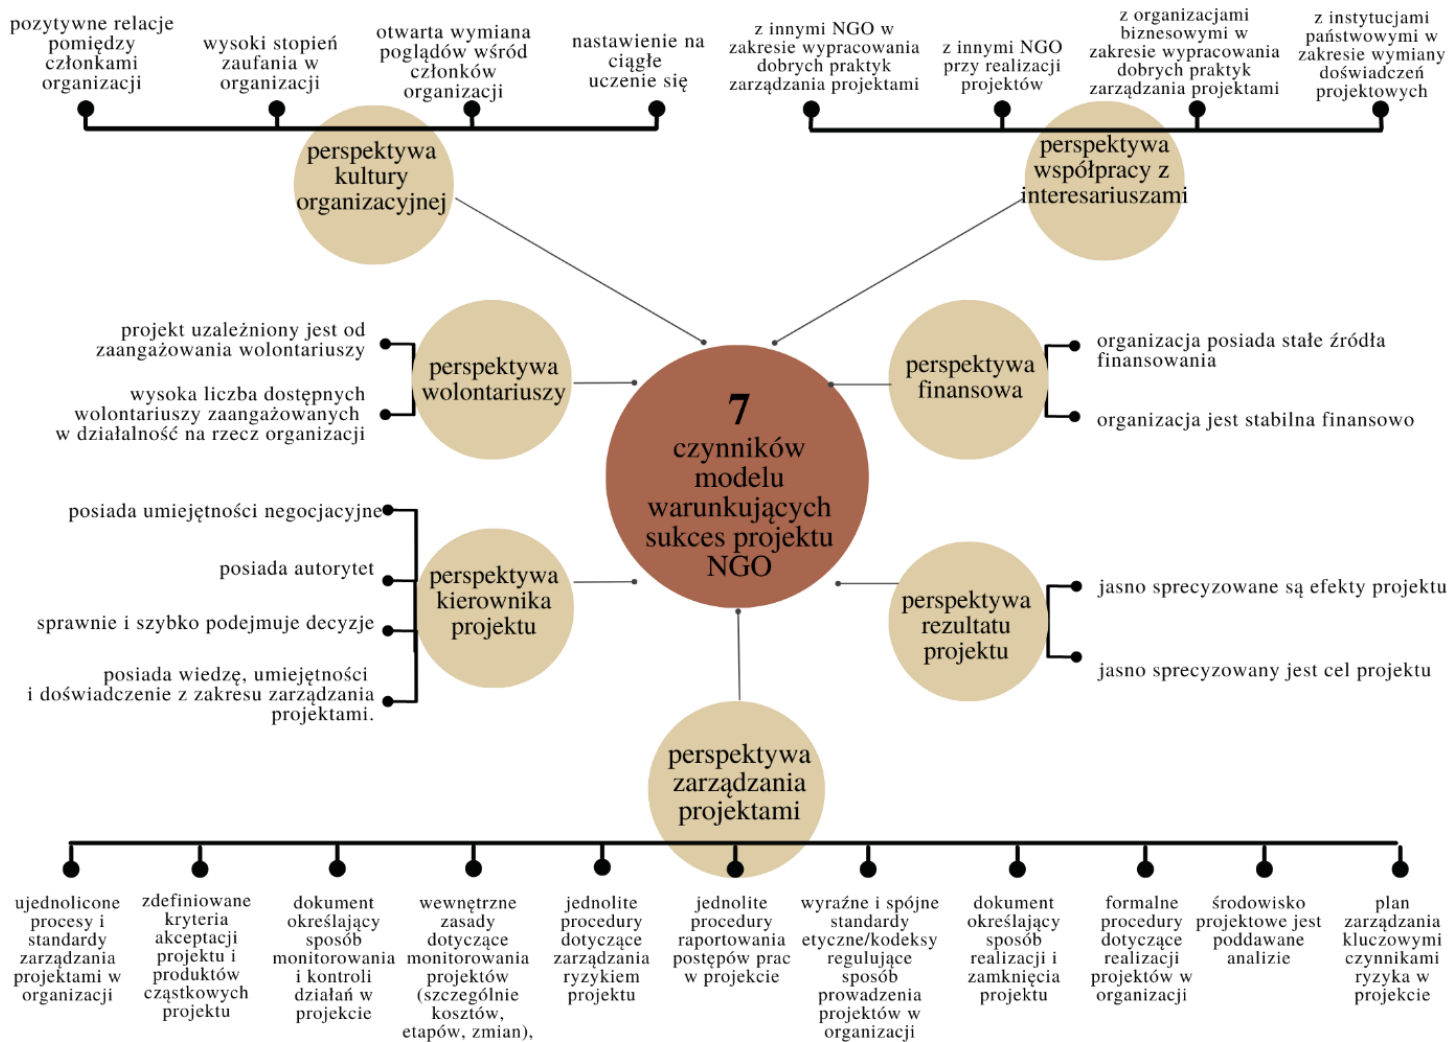 pozytywne relacje
pomiędzy
członkami
organizacji
wysoki stopień
zaufania w
organizacji
otwarta wymiana
poglądów wśród
członków
organizacji
nastawienie na
ciągłe
uczenie się
z innymi NGO w
zakresie wypracowania
dobrych praktyk
zarządzania projektami
z innymi NGO
przy realizacji
projektów
z organizacjami
biznesowymi w
zakresie wypracowania
dobrych praktyk
zarządzania projektami
z instytucjami
państwowymi w
zakresie wymiany
doświadczeń
projektowych
perspektywa
kultury
organizacyjnej
perspektywa
współpracy z
interesariuszami
projekt uzależniony jest od
zaangażowania wolontariuszy
wysoka liczba dostępnych
wolontariuszy zaangażowanych
w działalność na rzecz organizacji
perspektywa
wolontariuszy
perspektywa
finansowa
organizacja posiada stałe źródła
finansowania
organizacja jest stabilna finansowo
7
czynników
modelu
warunkujących
sukces projektu
NGO
posiada umiejętności negocjacyjne
posiada autorytet
sprawnie i szybko podejmuje decyzje
posiada wiedzę, umiejętności
i doświadczenie z zakresu zarządzania
projektami.
perspektywa
kierownika
projektu
perspektywa
rezultatu
projektu
jasno sprecyzowane są efekty projektu
jasno sprecyzowany jest cel projektu
perspektywa
zarządzania
projektami
ujednolicone
procesy i
standardy
zarządzania
projektami w
organizacji
zdefiniowane
kryteria
akceptacji
projektu i
produktów
cząstkowych
projektu
dokument
określający
sposób
monitorowania
i kontroli
działań w
projekcie
wewnętrzne
zasady
dotyczące
monitorowania
projektów
(szczególnie
kosztów,
etapów, zmian),
jednolite
procedury
dotyczące
zarządzania
ryzykiem
projektu
jednolite
procedury
raportowania
postępów prac
w projekcie
wyraźne i spójne
standardy
etyczne/kodeksy
regulujące
sposób
prowadzenia
projektów w
organizacji
dokument
określający
sposób
realizacji i
zamknięcia
projektu
formalne
procedury
dotyczące
realizacji
projektów w
organizacji
środowisko
projektowe jest
poddawane
analizie
plan
zarządzania
kluczowymi
czynnikami
ryzyka w
projekcie